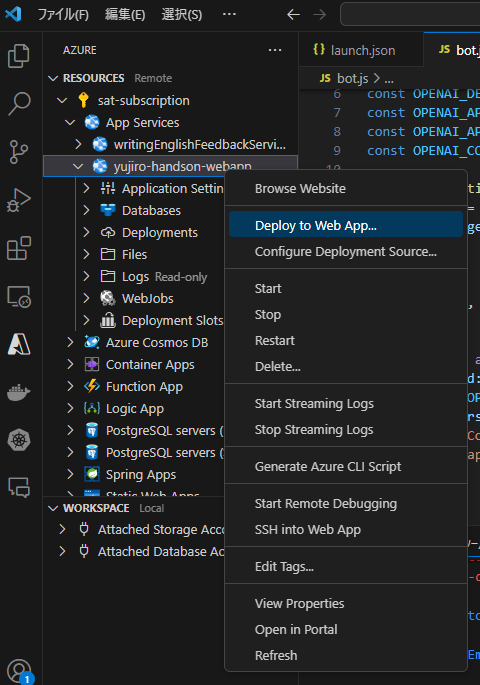 ファイル(F) 編集(E) 選択(S) ...
AZURE
RESOURCES Remote
sat-subscription
App Services
writingEnglishFeedbackServi...
yujiro-handson-webapp
Application Settin
Databases
Deployments
Files
Logs Read-only
WebJobs
Deployment Slots
Azure Cosmos DB
Container Apps
Function App
Logic App
PostgreSQL servers (
PostgreSQL servers (
Spring Apps
Static Web Apps
WORKSPACE Local
Attached Storage Acco
Attached Database Ac
1
{} launch.json
JS bot.js
JS bot.js > ...
6 const OPENAI_DE
7 const OPENAI_AP
8 const OPENAI_AP
9 const OPENAI_CO
10
Browse Website
Deploy to Web App...
Configure Deployment Source...
Start
Stop
Restart
Delete...
Start Streaming Logs
Stop Streaming Logs
Generate Azure CLI Script
Start Remote Debugging
SSH into Web App
Edit Tags...
View Properties
Open in Portal
Refresh